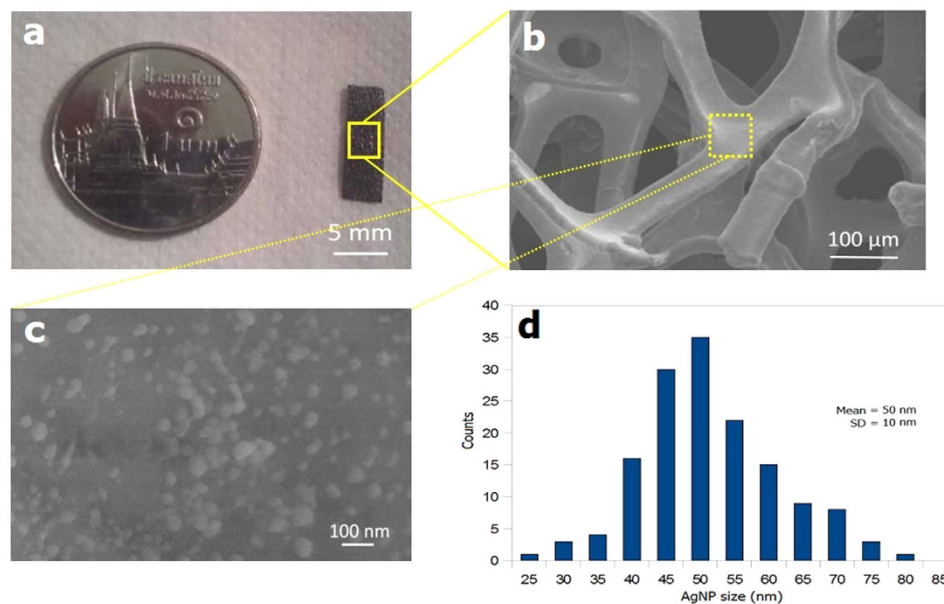 a
5 mm
b
100 µm
c
100 nm
d
40
35
30
25
20
15
10
5
0
Counts
Mean = 50 nm
SD = 10 nm
25 30 35 40 45 50 55 60 65 70 75 80 85
AgNP size (nm)